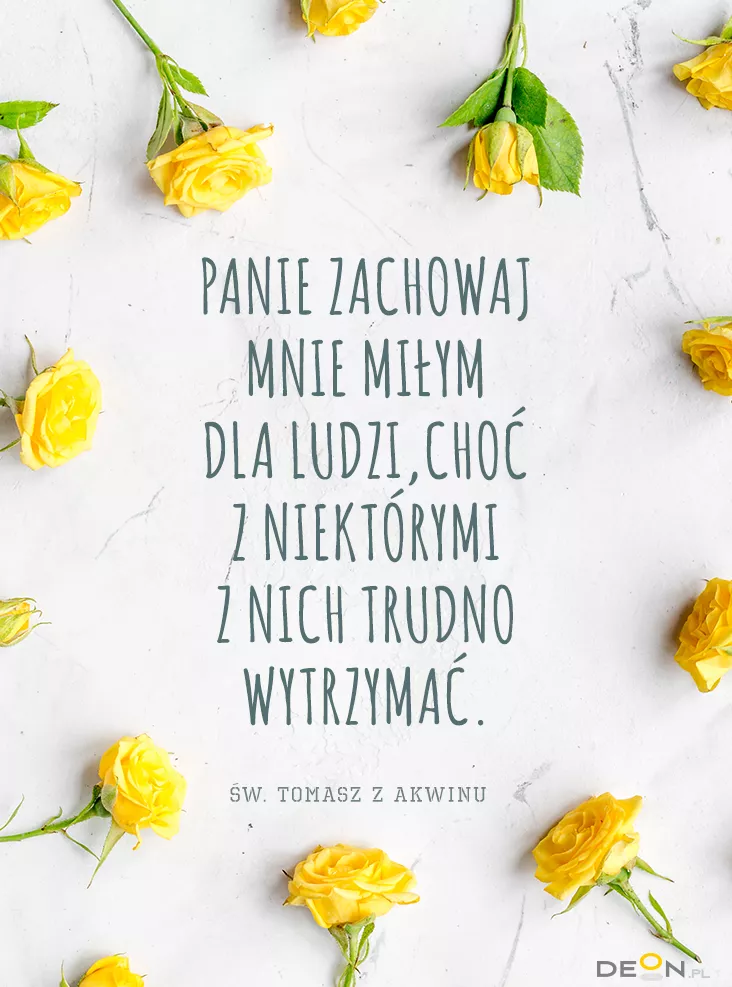 PANIE ZACHOWAJ
MNIE MIŁYM
DLA LUDZI,CHOĆ
Z NIEKTÓRYMI
Z NICH TRUDNO
WYTRZYMAĆ.
ŚW. TOMASZ Z AKWINU
DEON.PL